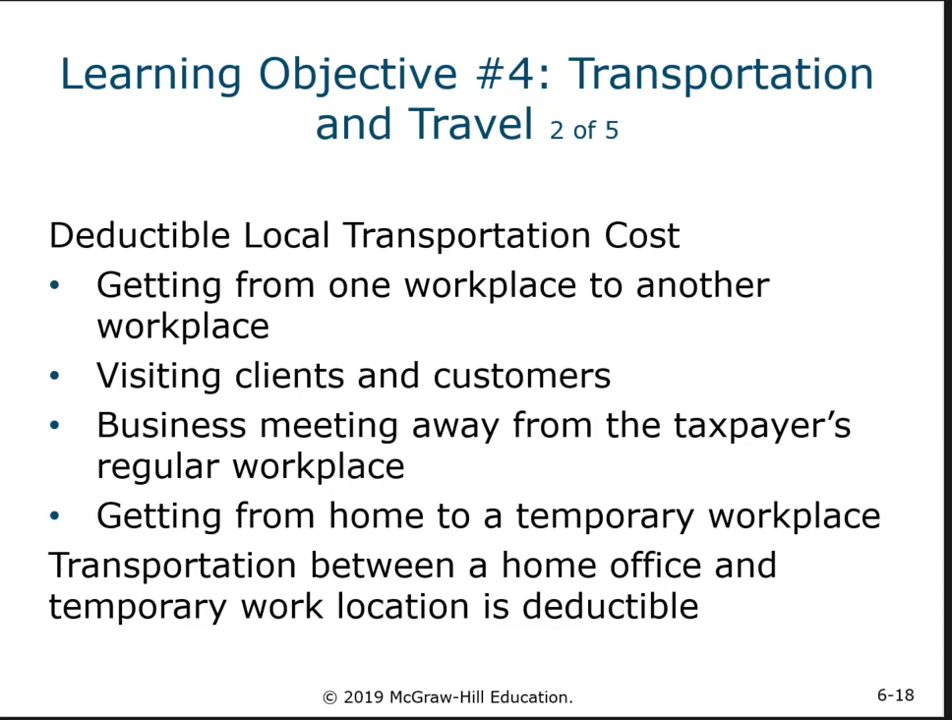 Learning Objective #4: Transportation
and Travel 2 of 5
Deductible Local Transportation Cost
• Getting from one workplace to another
workplace
• Visiting clients and customers
• Business meeting away from the taxpayer’s
regular workplace
• Getting from home to a temporary workplace
Transportation between a home office and
temporary work location is deductible
© 2019 McGraw-Hill Education.
6-18